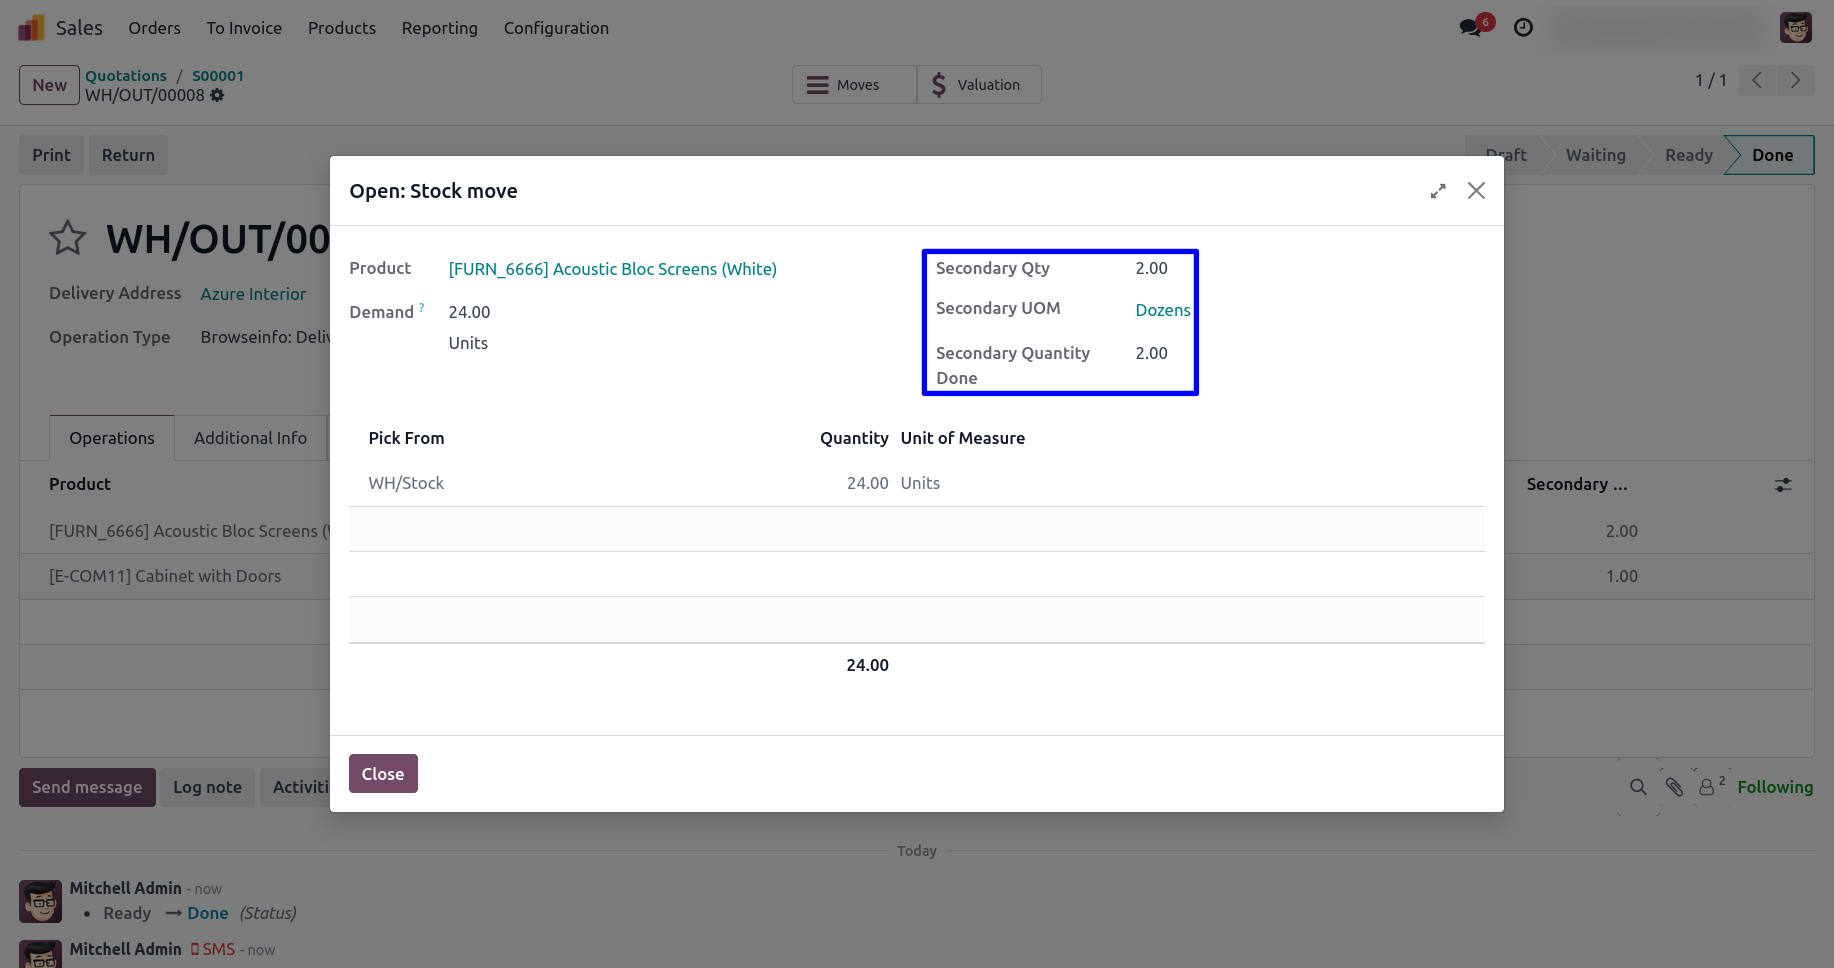 Sales Orders To Invoice Products Reporting Configuration 6
New Quotations / S00001
WH/OUT/00008
Moves Valuation
1 / 1
Print Return
Draft Waiting Ready Done
Open: Stock move
WH/OUT/00
Product [FURN_6666] Acoustic Bloc Screens (White)
Secondary Qty 2.00
Delivery Address Azure Interior
Demand ? 24.00
Units
Secondary UOM Dozens
Operation Type Browseinfo: Deli
Secondary Quantity
Done 2.00
Operations Additional Info
Pick From Quantity Unit of Measure
Product
Secondary ...
WH/Stock 24.00 Units
[FURN_6666] Acoustic Bloc Screens (
2.00
[E-COM11] Cabinet with Doors
1.00
24.00
Close
Send message Log note Activiti
2 Following
Today
Mitchell Admin - now
• Ready → Done (Status)
Mitchell Admin SMS - now